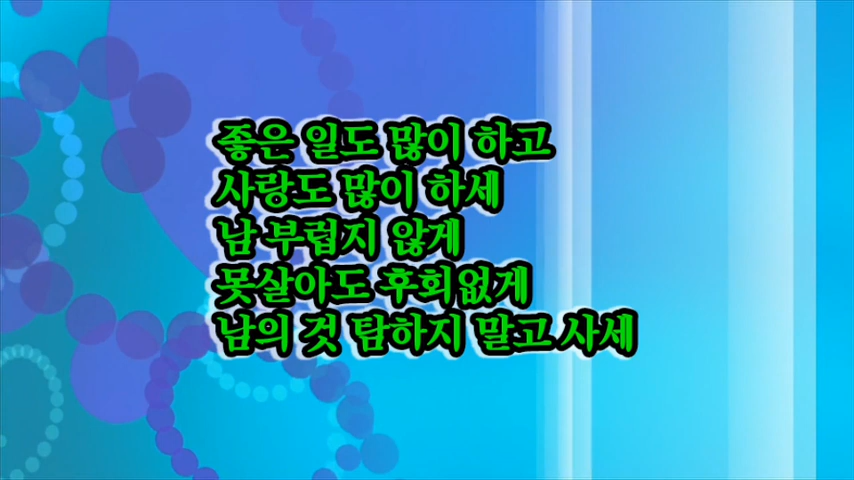 좋은 일도 많이 하고
사랑도 많이 하세
남 부럽지 않게
못살아도 후회없게
남의 것 탐하지 말고 사세